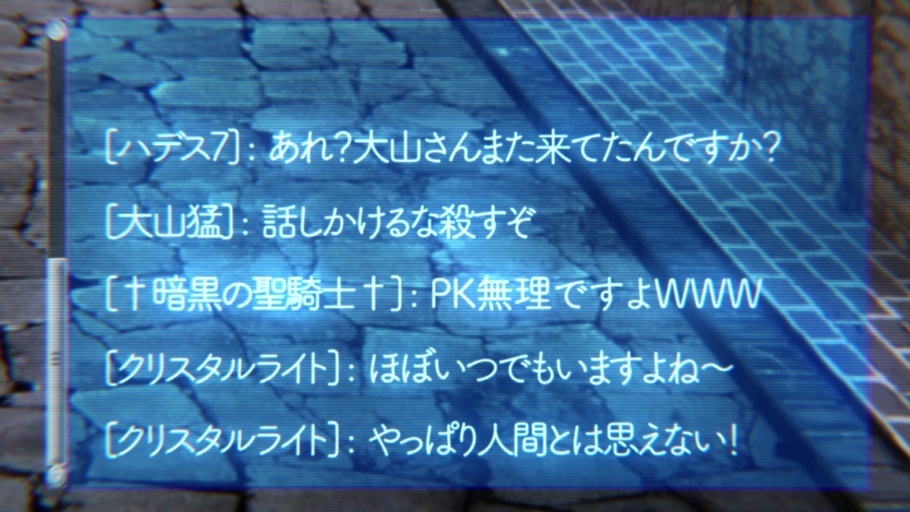 [ハデス7]: あれ?大山さんまた来てたんですか?
[大山猛]: 話しかけるな殺すぞ
[†暗黒の聖騎士†]: PK無理ですよWWW
[クリスタルライト]: ほぼいつでもいますよね～
[クリスタルライト]: やっぱり人間とは思えない!